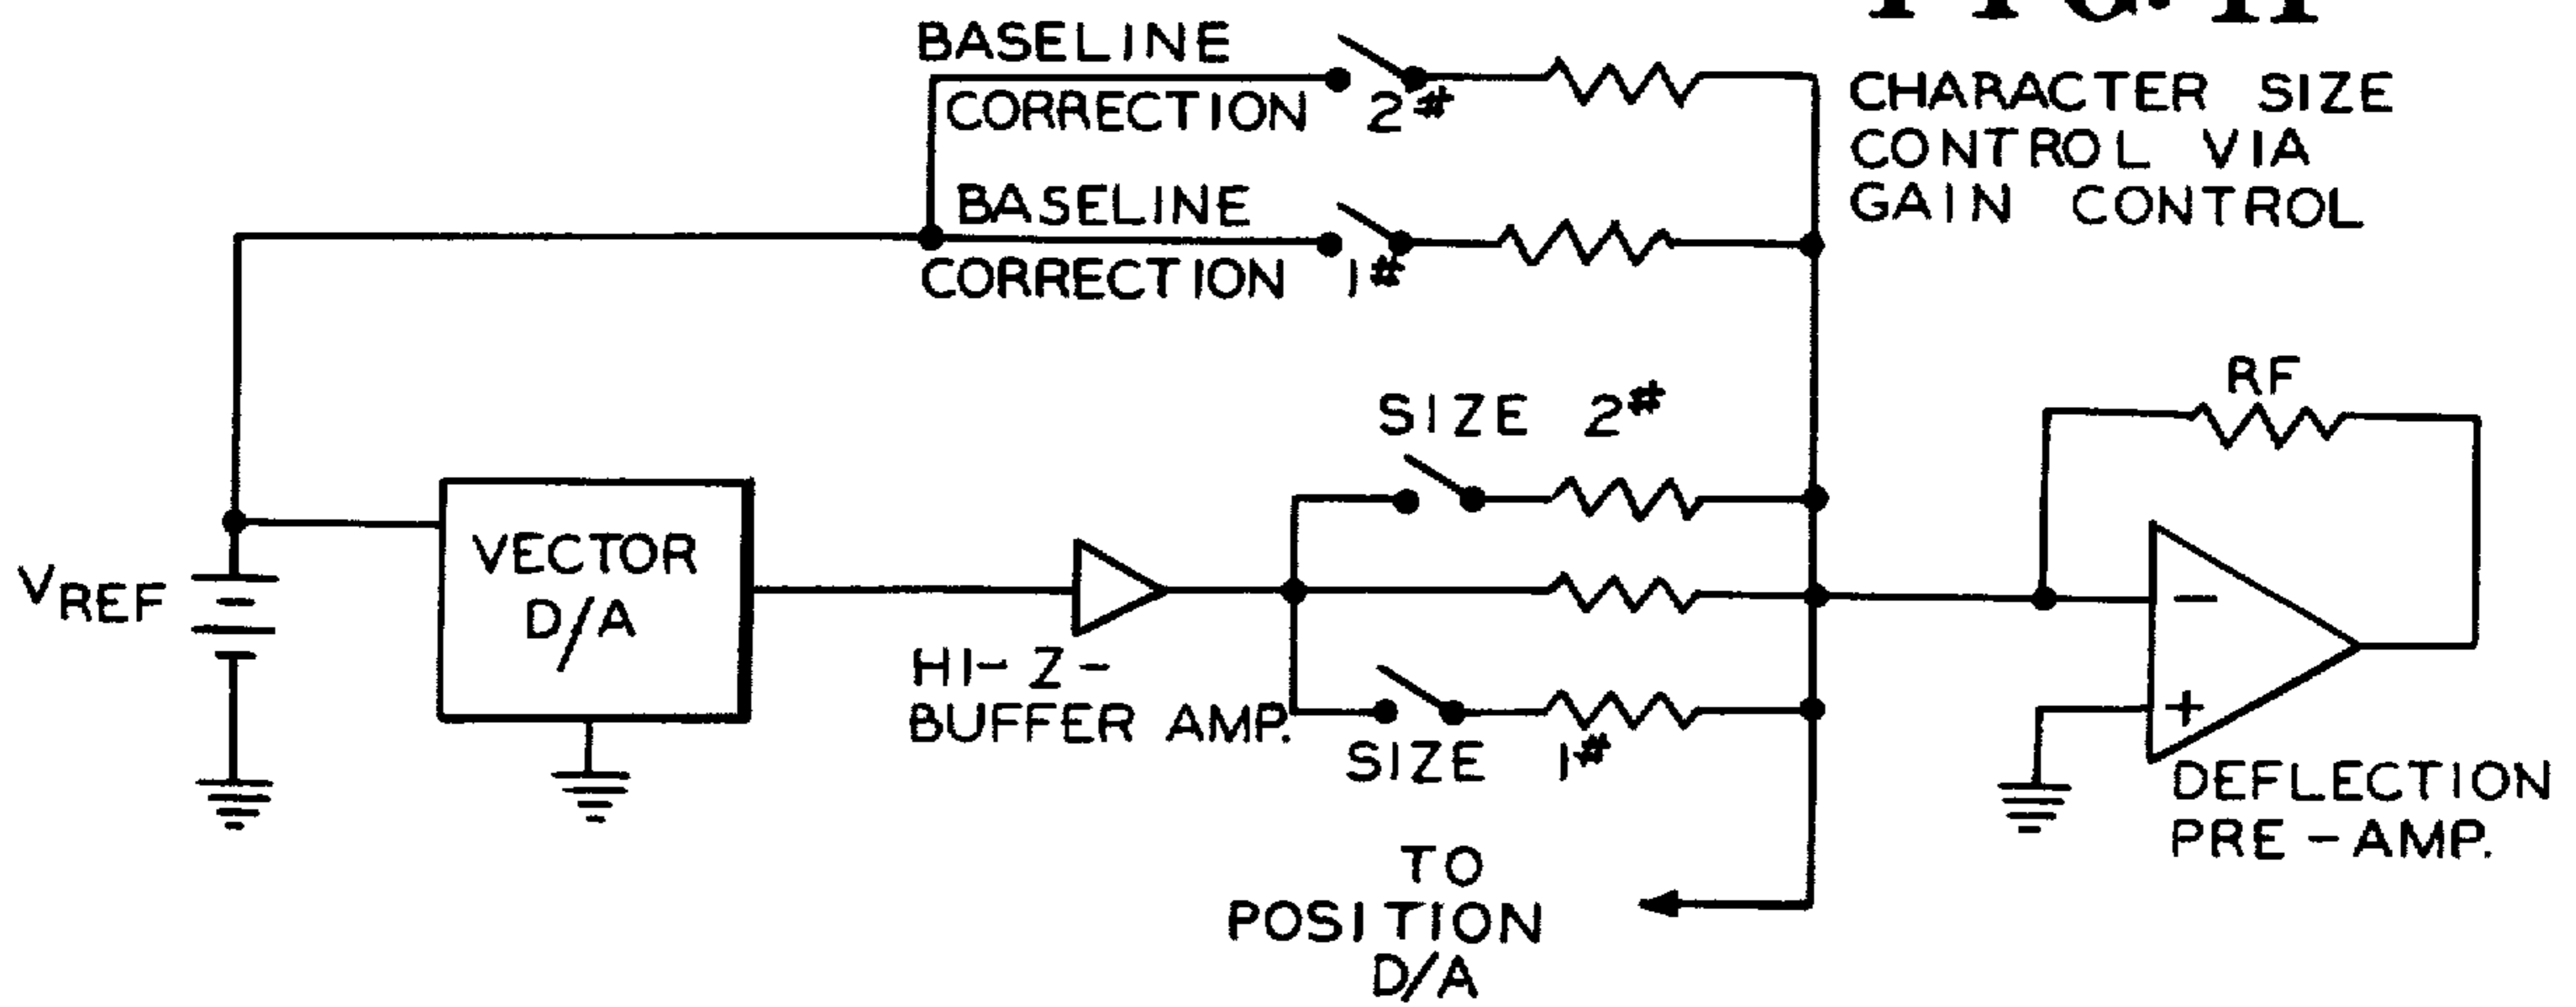 BASELINE
CORRECTION 2#
BASELINE
CORRECTION 1#
CHARACTER SIZE
CONTROL VIA
GAIN CONTROL
RF
SIZE 2#
VREF
VECTOR
D/A
HI-Z-
BUFFER AMP.
SIZE 1#
−
+
DEFLECTION
PRE-AMP.
TO
POSITION
D/A